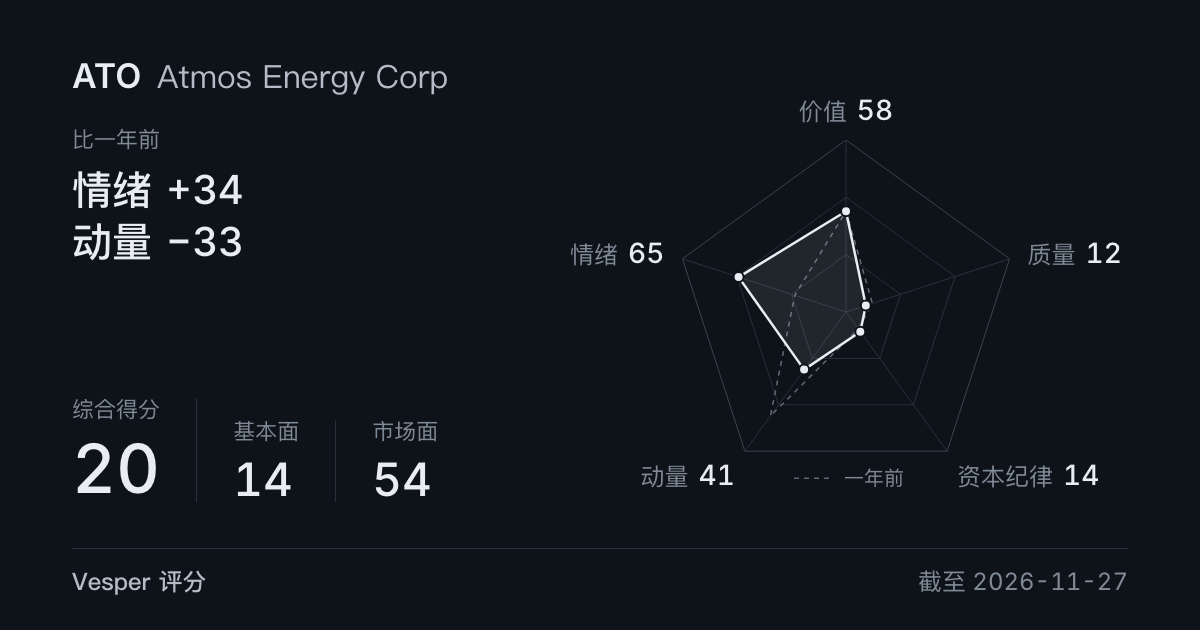 ATO Atmos Energy Corp
比一年前
情绪 +34
动量 −33
综合得分
20
基本面
14
市场面
54
价值 58
情绪 65
质量 12
动量 41
一年前
资本纪律 14
Vesper 评分
截至 2026-11-27